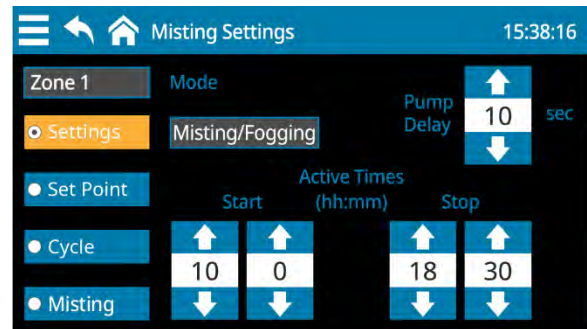 Misting Settings 15:38:16
Zone 1 Mode
Pump Delay 10 sec
Settings Misting/Fogging
Active Times
Set Point Start (hh:mm) Stop
Cycle
10 0 18 30
Misting